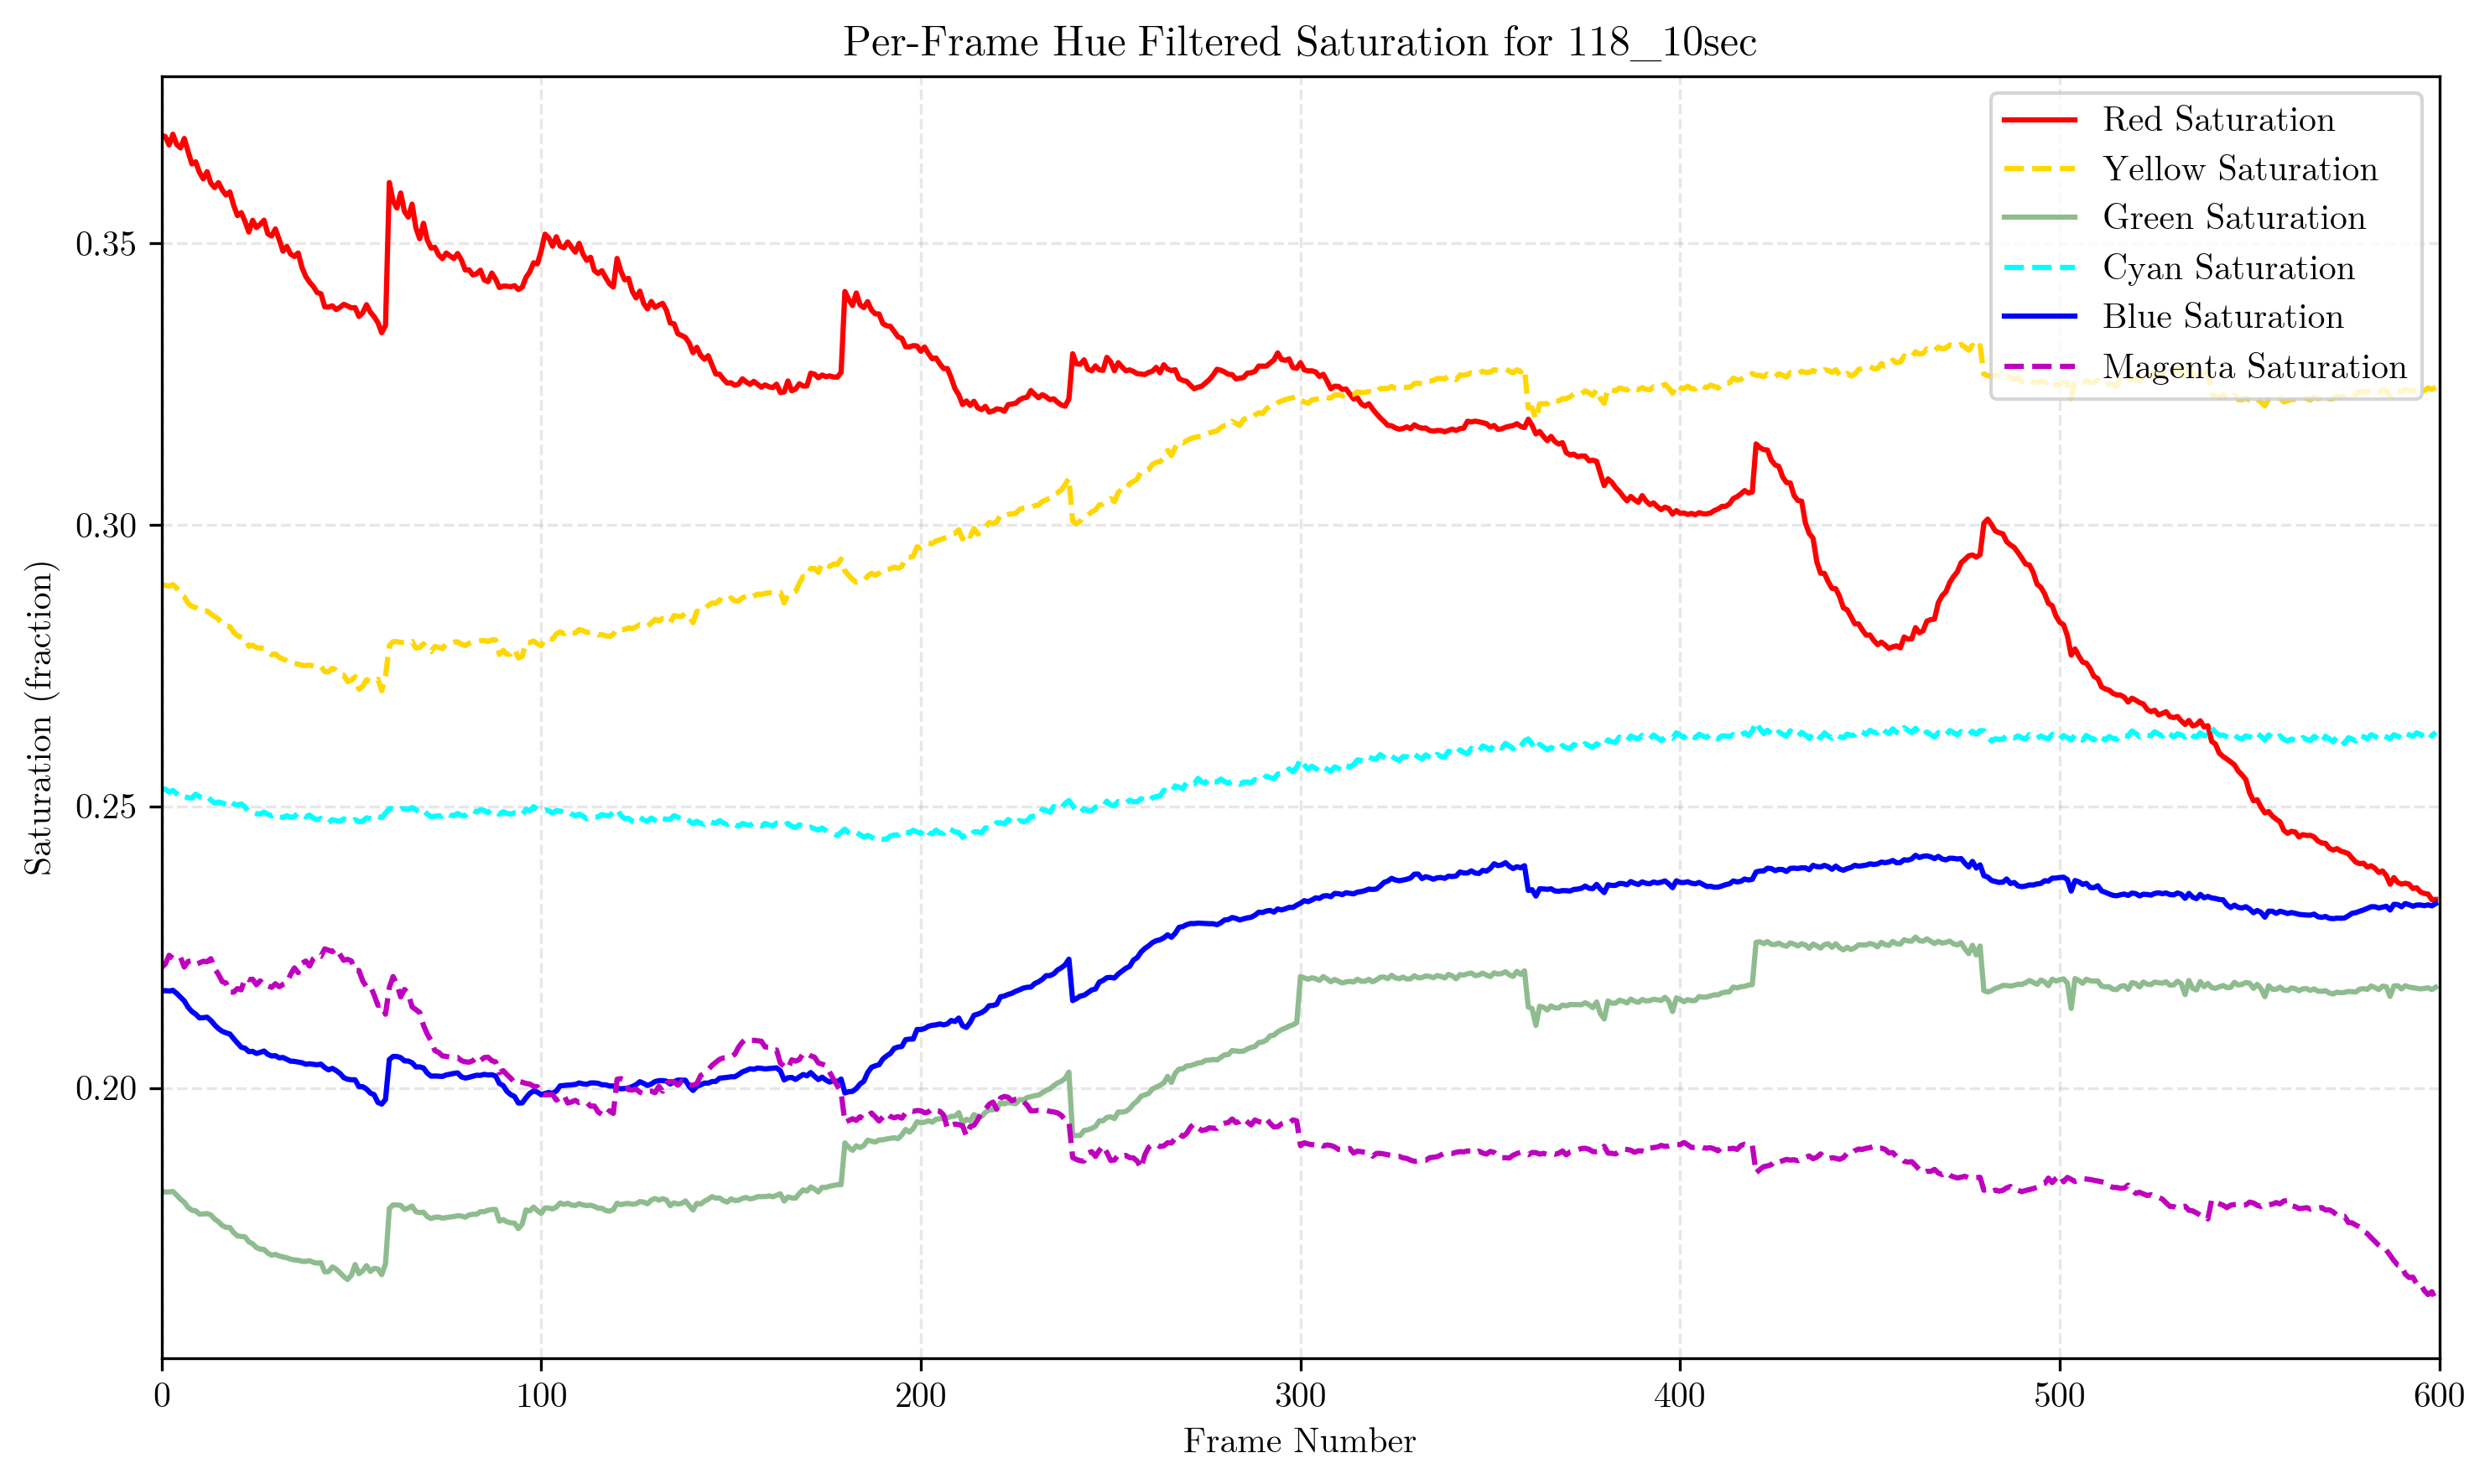 Per-Frame Hue Filtered Saturation for 118__10sec
Red Saturation
Yellow Saturation
Green Saturation
Cyan Saturation
Blue Saturation
Magenta Saturation
Saturation (fraction)
0.35
0.30
0.25
0.20
0 100 200 300 400 500 600
Frame Number